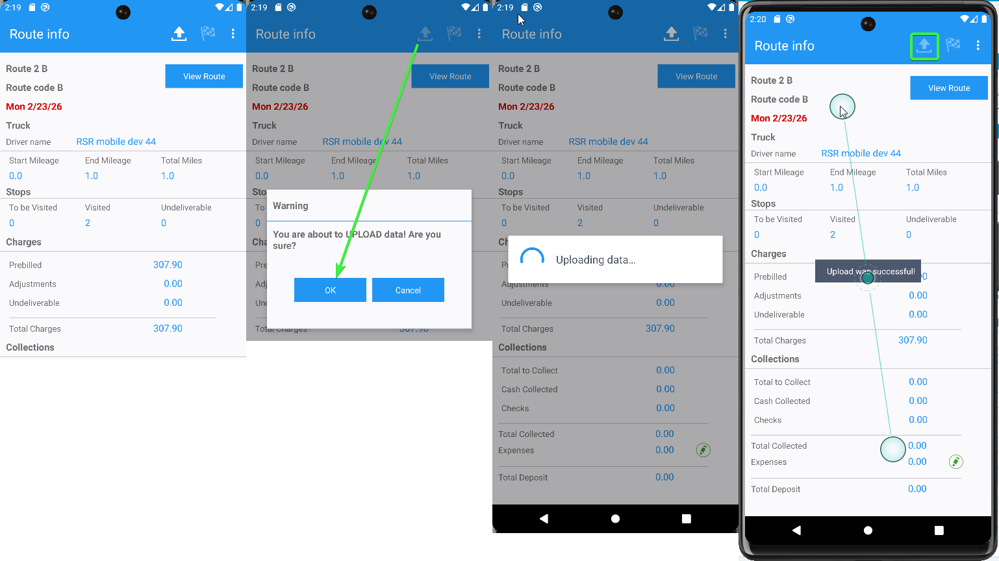 2:19
Route info
Route 2 B
View Route
Route code B
Mon 2/23/26
Truck
Driver name RSR mobile dev 44
Start Mileage End Mileage Total Miles
0.0 1.0 1.0
Stops
To be Visited Visited Undeliverable
0 2 0
Charges
Prebilled 307.90
Adjustments 0.00
Undeliverable 0.00
Total Charges 307.90
Collections
2:19
Route info
Route 2 B
View Route
Route code B
Mon 2/23/26
Truck
Driver name RSR mobile dev 44
Start Mileage End Mileage Total Miles
0.0 1.0 1.0
Sto
To
0
Cha
Pre
Adj
Und
Warning
You are about to UPLOAD data! Are you
sure?
OK Cancel
Total Charges 307.90
2:19
Route info
Route 2 B
View Route
Route code B
Mon 2/23/26
Truck
Driver name RSR mobile dev 44
Start Mileage End Mileage Total Miles
0.0 1.0 1.0
Stops
To be Visited Visited Undeliverable
0 2 0
Ch
Uploading data...
Pre
Adjustments 0.00
Undeliverable 0.00
Total Charges 307.90
Collections
Total to Collect 0.00
Cash Collected 0.00
Checks 0.00
Total Collected 0.00
Expenses 0.00
Total Deposit 0.00
2:20
Route info
Route 2 B
View Route
Route code B
Mon 2/23/26
Truck
Driver name RSR mobile dev 44
Start Mileage End Mileage Total Miles
0.0 1.0 1.0
Stops
To be Visited Visited Undeliverable
0 2 0
Charges
Upload was successful!
Prebilled 0
Adjustments 0.00
Undeliverable 0.00
Total Charges 307.90
Collections
Total to Collect 0.00
Cash Collected 0.00
Checks 0.00
Total Collected 0.00
Expenses 0.00
Total Deposit 0.00